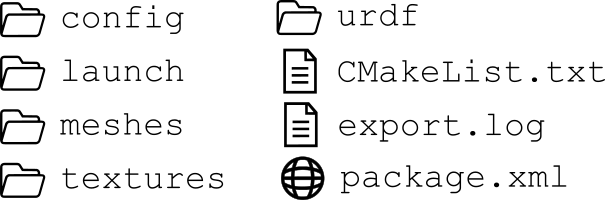 config
launch
meshes
textures
urdf
CMakeList.txt
export.log
package.xml